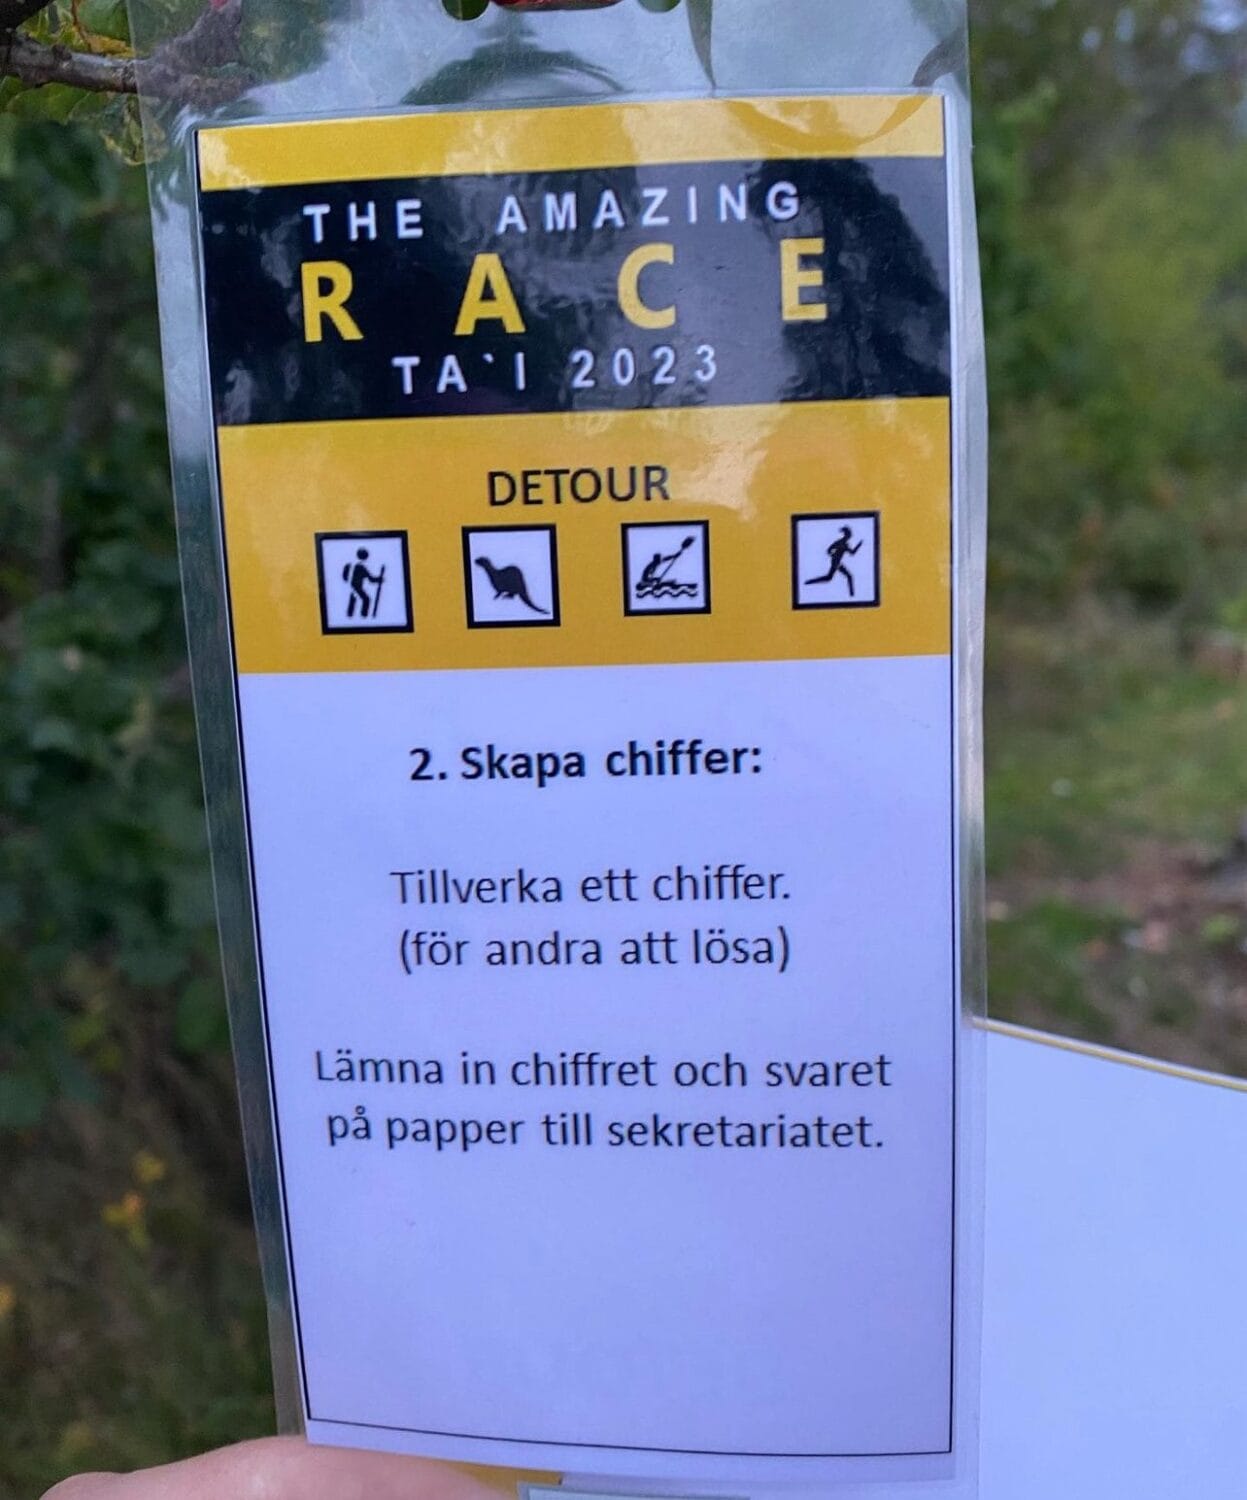 THE AMAZING
RACE
TA`I 2023
DETOUR
2. Skapa chiffer:
Tillverka ett chiffer.
(för andra att lösa)
Lämna in chiffret och svaret
på papper till sekretariatet.